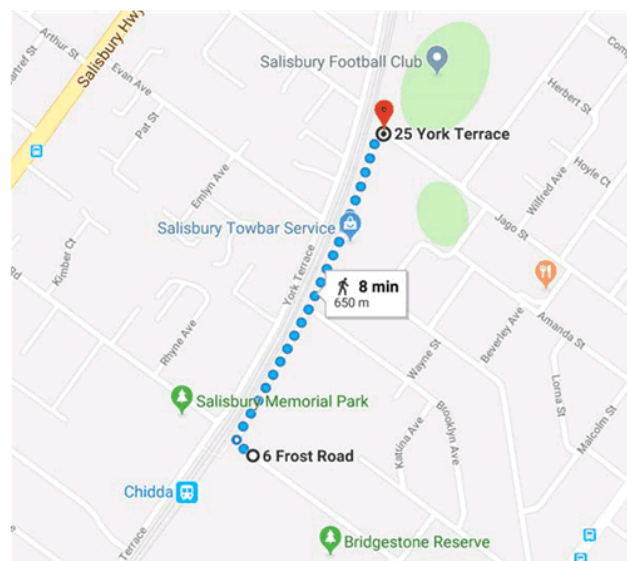 Salisbury Hwy
Arthur St
Evan Ave
Pat St
Emlyn Ave
Kimber Ct
Rd
Rhyne Ave
Salisbury Football Club
25 York Terrace
Herbert St
Hoyle Ct
Wilfred Ave
Jago St
Salisbury Towbar Service
York Terrace
8 min
650 m
Beverley Ave
Amanda St
Wayne St
Lorna St
Malcolm St
Katrina Ave
Brooklyn Ave
Salisbury Memorial Park
6 Frost Road
Chidda
Terrace
Bridgestone Reserve